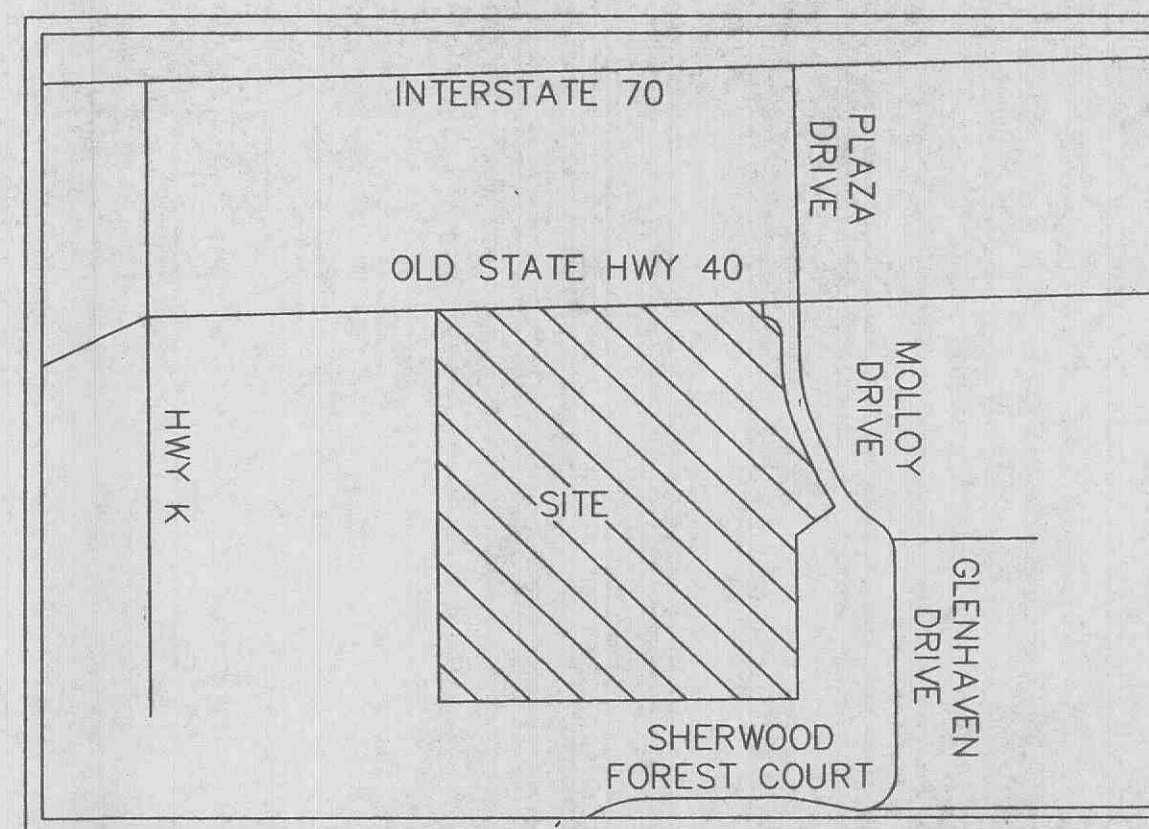 INTERSTATE 70
PLAZA
DRIVE
OLD STATE HWY 40
MOLLOY
DRIVE
HWY K
SITE
GLENHAVEN
DRIVE
SHERWOOD
FOREST COURT